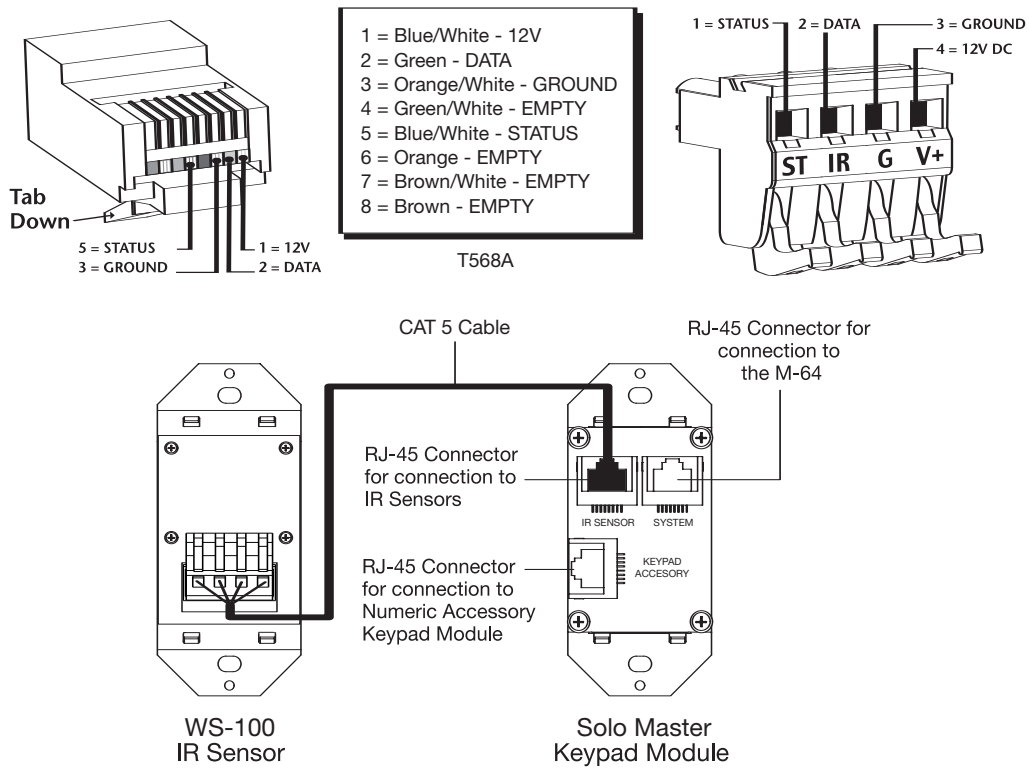 1 = Blue/White - 12V
2 = Green - DATA
3 = Orange/White - GROUND
4 = Green/White - EMPTY
5 = Blue/White - STATUS
6 = Orange - EMPTY
7 = Brown/White - EMPTY
8 = Brown - EMPTY
T568A
Tab
Down
5 = STATUS
3 = GROUND
1 = 12V
2 = DATA
1 = STATUS
2 = DATA
3 = GROUND
4 = 12V DC
ST IR G V+
CAT 5 Cable
RJ-45 Connector for
connection to
the M-64
RJ-45 Connector
for connection to
IR Sensors
IR SENSOR
SYSTEM
KEYPAD
ACCESORY
RJ-45 Connector
for connection to
Numeric Accessory
Keypad Module
WS-100
IR Sensor
Solo Master
Keypad Module